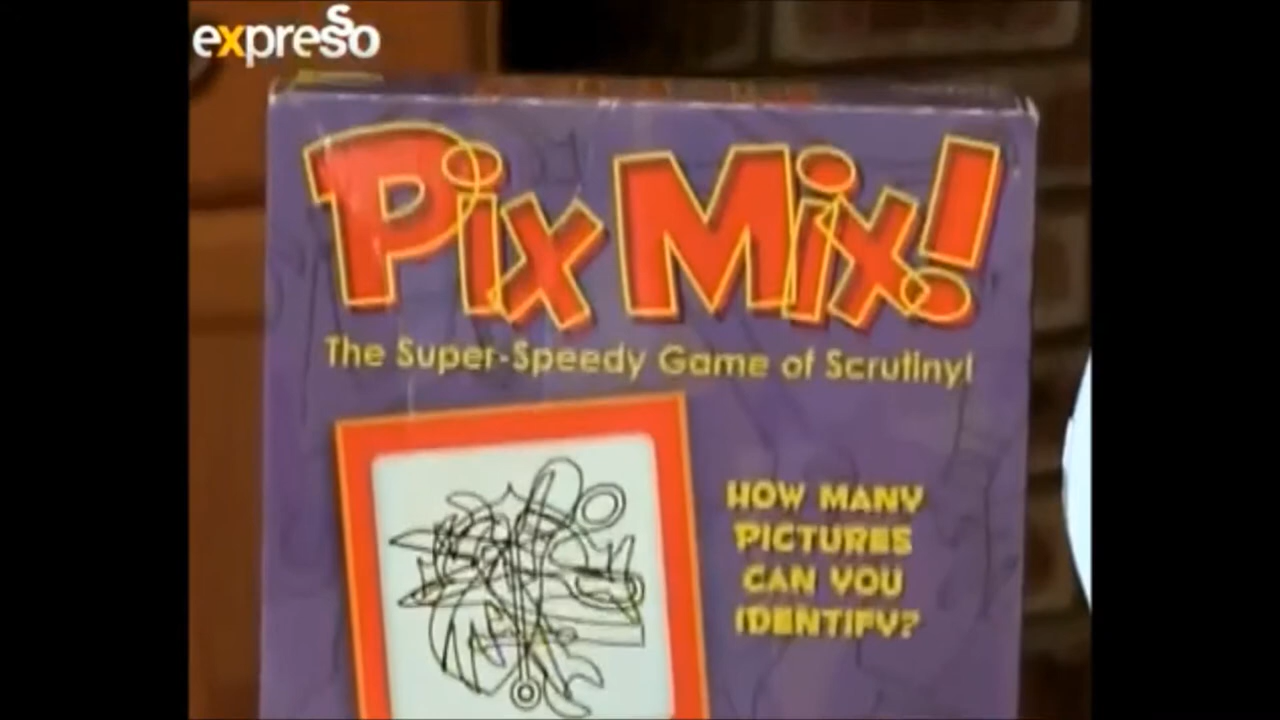 expresso
Pix Mix!
The Super-Speedy Game of Scrutiny!
HOW MANY
PICTURES
CAN YOU
IDENTIFY?